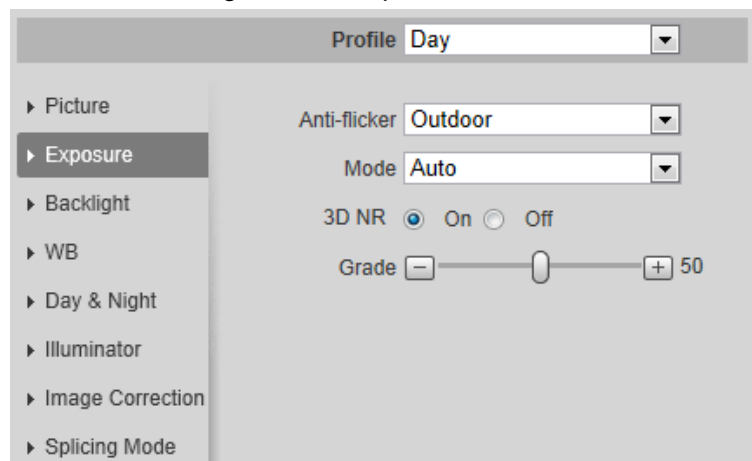 Profile Day
Picture
Anti-flicker Outdoor
Exposure
Mode Auto
Backlight
3D NR On Off
WB
Grade 50
Day & Night
Illuminator
Image Correction
Splicing Mode